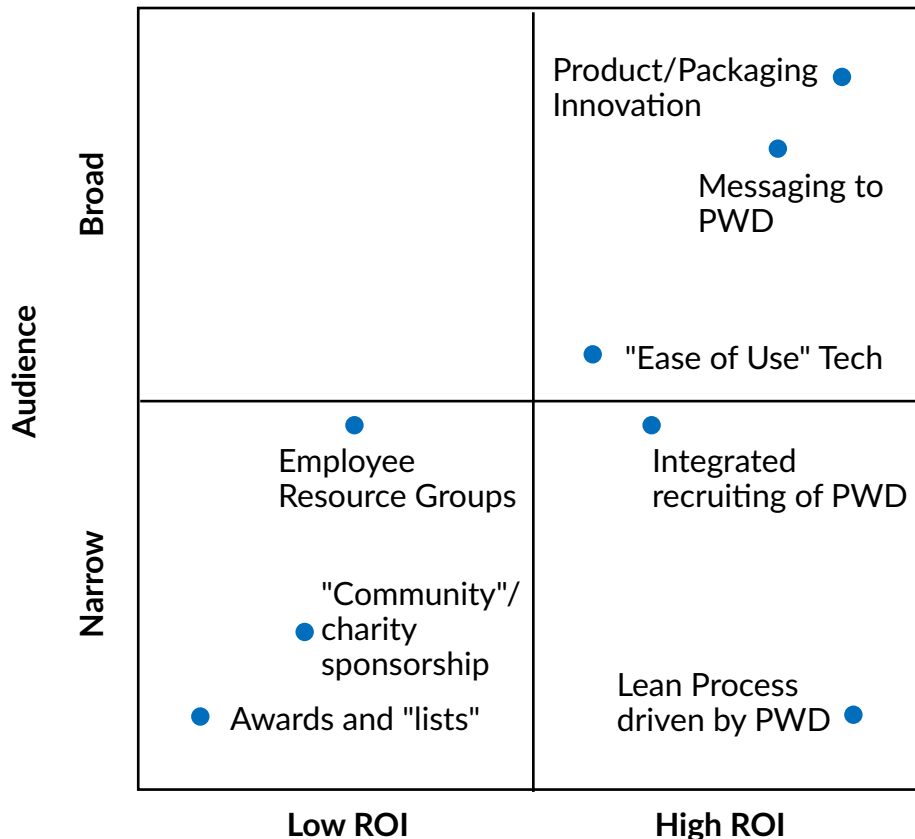 Product/Packaging
Innovation
Messaging to
PWD
Broad
Audience
"Ease of Use" Tech
Employee
Resource Groups
Integrated
recruiting of PWD
Narrow
"Community"/
charity
sponsorship
Awards and "lists"
Lean Process
driven by PWD
Low ROI
High ROI